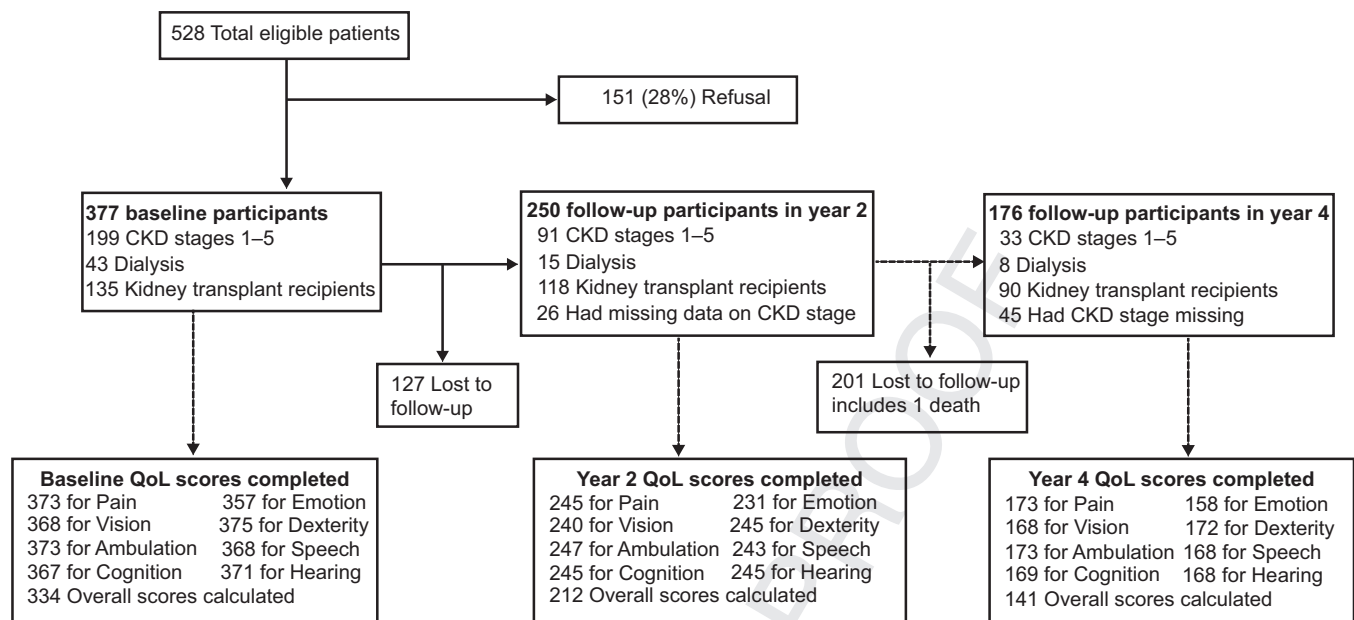 528 Total eligible patients
151 (28%) Refusal
377 baseline participants
199 CKD stages 1–5
43 Dialysis
135 Kidney transplant recipients
250 follow-up participants in year 2
91 CKD stages 1–5
15 Dialysis
118 Kidney transplant recipients
26 Had missing data on CKD stage
176 follow-up participants in year 4
33 CKD stages 1–5
8 Dialysis
90 Kidney transplant recipients
45 Had CKD stage missing
127 Lost to
follow-up
201 Lost to follow-up
includes 1 death
Baseline QoL scores completed
373 for Pain 357 for Emotion
368 for Vision 375 for Dexterity
373 for Ambulation 368 for Speech
367 for Cognition 371 for Hearing
334 Overall scores calculated
Year 2 QoL scores completed
245 for Pain 231 for Emotion
240 for Vision 245 for Dexterity
247 for Ambulation 243 for Speech
245 for Cognition 245 for Hearing
212 Overall scores calculated
Year 4 QoL scores completed
173 for Pain 158 for Emotion
168 for Vision 172 for Dexterity
173 for Ambulation 168 for Speech
169 for Cognition 168 for Hearing
141 Overall scores calculated
PROOF